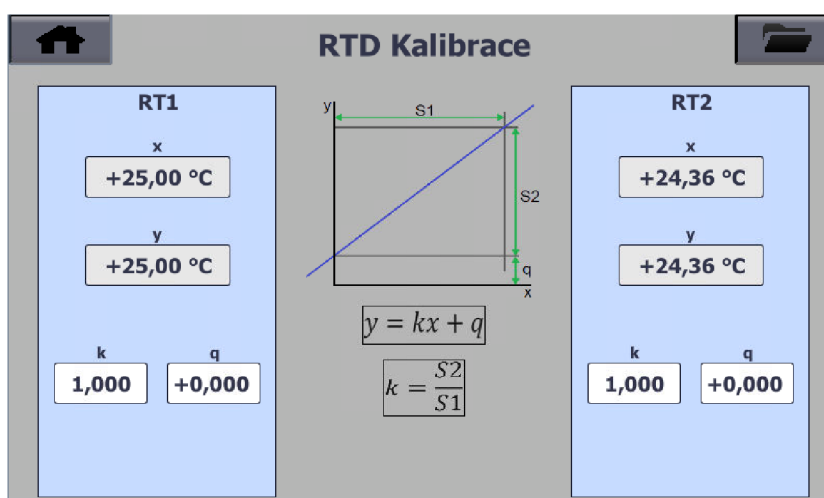 RTD Kalibrace
RT1
x
+25,00 °C
y
+25,00 °C
k q
1,000 +0,000
y
S1
S2
q
x
y = kx + q
k = S2/S1
RT2
x
+24,36 °C
y
+24,36 °C
k q
1,000 +0,000